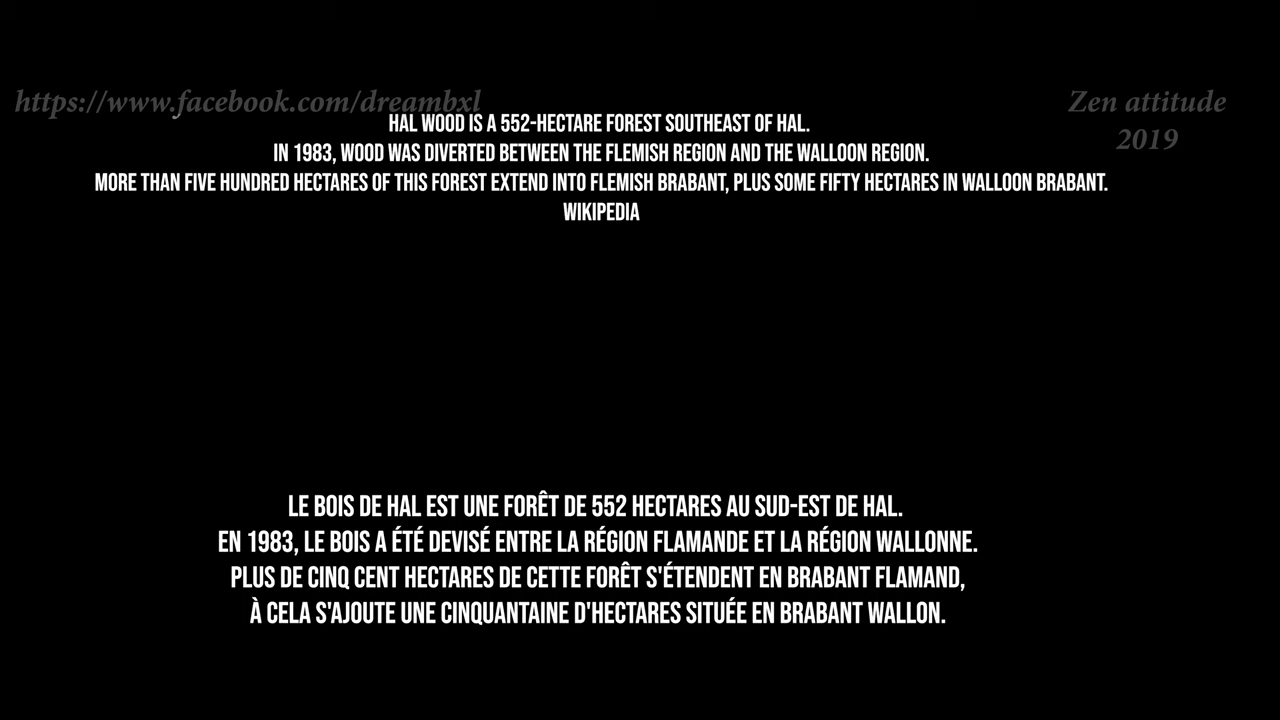 https://www.facebook.com/dreambxl
Zen attitude
2019
HAL WOOD IS A 552-HECTARE FOREST SOUTHEAST OF HAL.
IN 1983, WOOD WAS DIVERTED BETWEEN THE FLEMISH REGION AND THE WALLOON REGION.
MORE THAN FIVE HUNDRED HECTARES OF THIS FOREST EXTEND INTO FLEMISH BRABANT, PLUS SOME FIFTY HECTARES IN WALLOON BRABANT.
WIKIPEDIA
LE BOIS DE HAL EST UNE FORÊT DE 552 HECTARES AU SUD-EST DE HAL.
EN 1983, LE BOIS A ÉTÉ DEVISÉ ENTRE LA RÉGION FLAMANDE ET LA RÉGION WALLONNE.
PLUS DE CINQ CENT HECTARES DE CETTE FORÊT S'ÉTENDENT EN BRABANT FLAMAND,
À CELA S'AJOUTE UNE CINQUANTAINE D'HECTARES SITUÉE EN BRABANT WALLON.